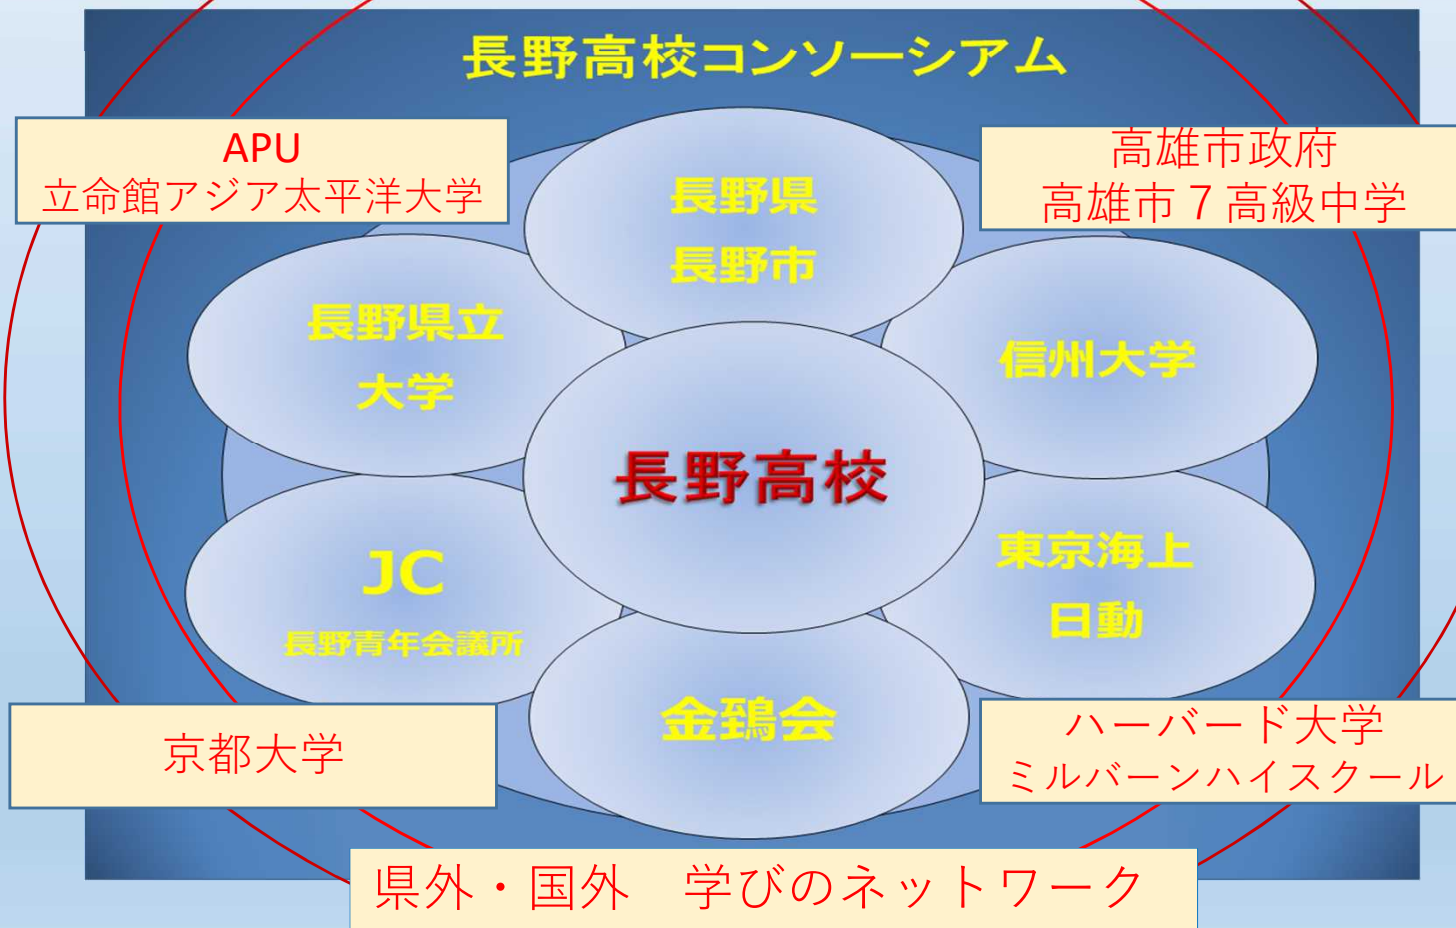 長野高校コンソーシアム
APU
立命館アジア太平洋大学
高雄市政府
高雄市７高級中学
長野県
長野市
長野県立
大学
信州大学
長野高校
JC
長野青年会議所
東京海上
日動
金鵄会
京都大学
ハーバード大学
ミルバーンハイスクール
県外・国外　学びのネットワーク